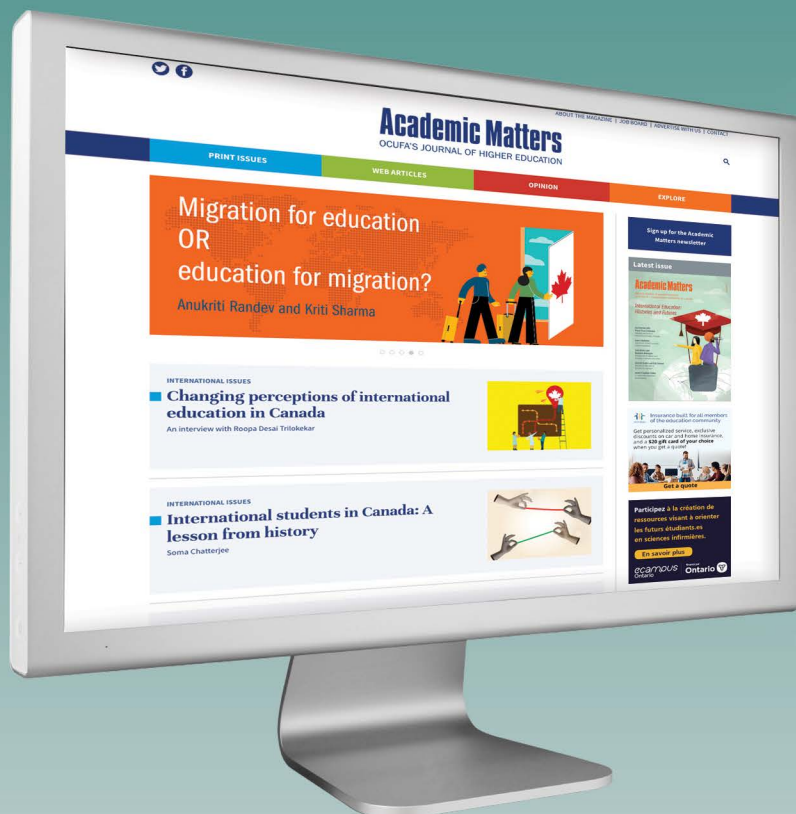 ABOUT THE MAGAZINE | JOB BOARD | ADVERTISE WITH US | CONTACT
Academic Matters
OCUFA'S JOURNAL OF HIGHER EDUCATION
PRINT ISSUES
WEB ARTICLES
OPINION
EXPLORE
Migration for education
OR
education for migration?
Anukriti Randev and Kriti Sharma
INTERNATIONAL ISSUES
Changing perceptions of international
education in Canada
An interview with Roopa Desai Trilokekar
INTERNATIONAL ISSUES
International students in Canada: A
lesson from history
Soma Chatterjee
Sign up for the Academic
Matters newsletter
Latest issue
Academic Matters
International Education:
Histories and Futures
Insurance built for all members
of the education community
Get personalized service, exclusive
discounts on car and home insurance,
and a $20 gift card of your choice
when you get a quote!
Get a quote
Participez à la création de
ressources visant à orienter
les futurs étudiants.es
en sciences infirmières.
En savoir plus
ecampus
Ontario
Ontario